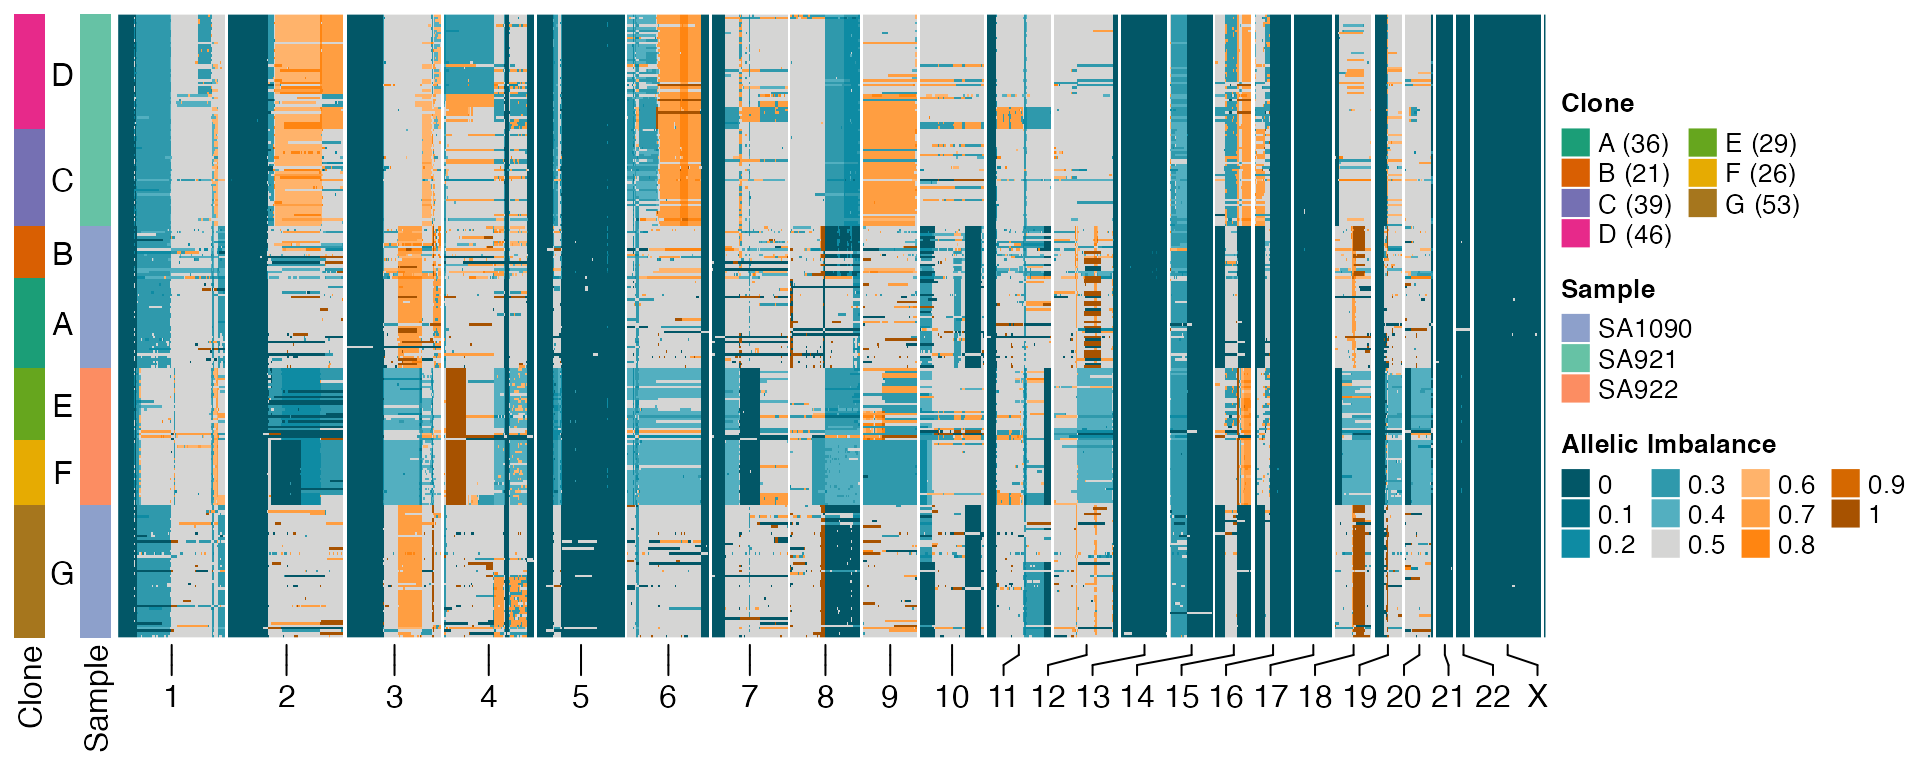 D
C
B
A
E
F
G
Clone
Sample
1 2 3 4 5 6 7 8 9 10 11 12 13 14 15 16 17 18 19 20 21 22 X
Clone
A (36) E (29)
B (21) F (26)
C (39) G (53)
D (46)
Sample
SA1090
SA921
SA922
Allelic Imbalance
0 0.3 0.6 0.9
0.1 0.4 0.7 1
0.2 0.5 0.8